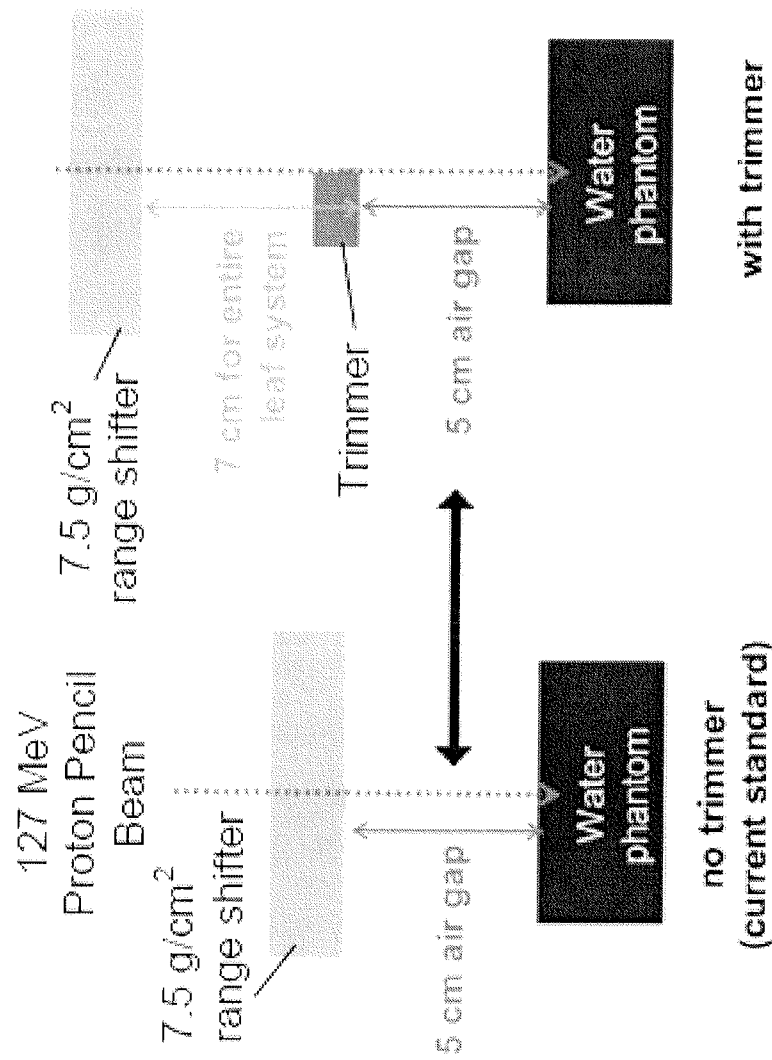 127 MeV
Proton Pencil
Beam
7.5 g/cm²
range shifter
5 cm air gap
Water
phantom
no trimmer
(current standard)
7.5 g/cm²
range shifter
7 cm for entire
leaf system
Trimmer
5 cm air gap
Water
phantom
with trimmer